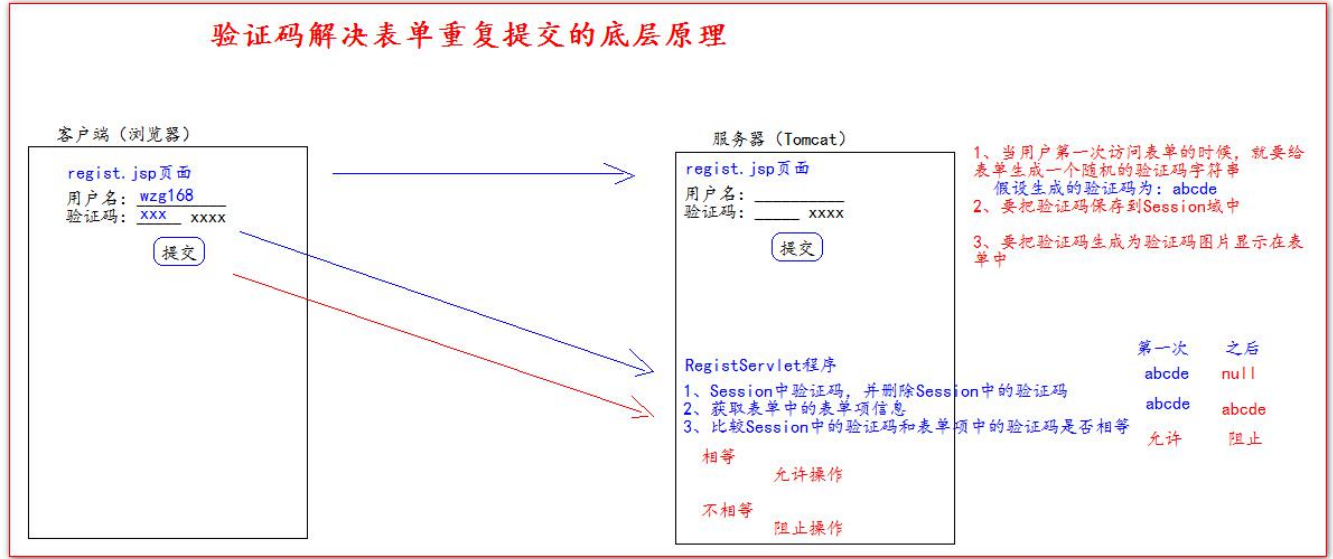 验证码解决表单重复提交的底层原理
客户端（浏览器）
regist.jsp页面
用户名：wzg168
验证码：xxx xxxx
提交
服务器（Tomcat）
regist.jsp页面
用户名：__________
验证码：_____ xxxx
提交
1、当用户第一次访问表单的时候，就要给
表单生成一个随机的验证码字符串
假设生成的验证码为：abcde
2、要把验证码保存到Session域中
3、要把验证码生成为验证码图片显示在表
单中
RegistServlet程序
1、Session中验证码，并删除Session中的验证码
2、获取表单中的表单项信息
3、比较Session中的验证码和表单项中的验证码是否相等
相等
允许操作
不相等
阻止操作
第一次 之后
abcde null
abcde abcde
允许 阻止